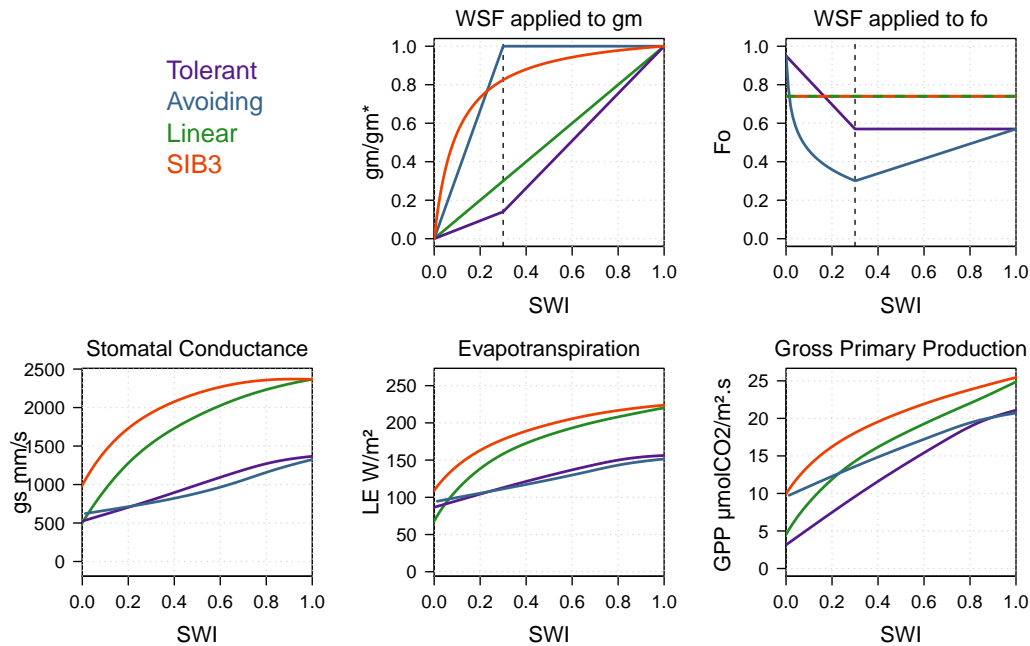 WSF applied to gm
WSF applied to fo
Tolerant
Avoiding
Linear
SIB3
gm/gm*
1.0
0.8
0.6
0.4
0.2
0.0
0.0 0.2 0.4 0.6 0.8 1.0
SWI
Fo
1.0
0.8
0.6
0.4
0.2
0.0
0.0 0.2 0.4 0.6 0.8 1.0
SWI
Stomatal Conductance
gs mm/s
2500
2000
1500
1000
500
0
0.0 0.2 0.4 0.6 0.8 1.0
SWI
Evapotranspiration
LE W/m²
250
200
150
100
50
0
0.0 0.2 0.4 0.6 0.8 1.0
SWI
Gross Primary Production
GPP µmolCO2/m².s
25
20
15
10
5
0
0.0 0.2 0.4 0.6 0.8 1.0
SWI